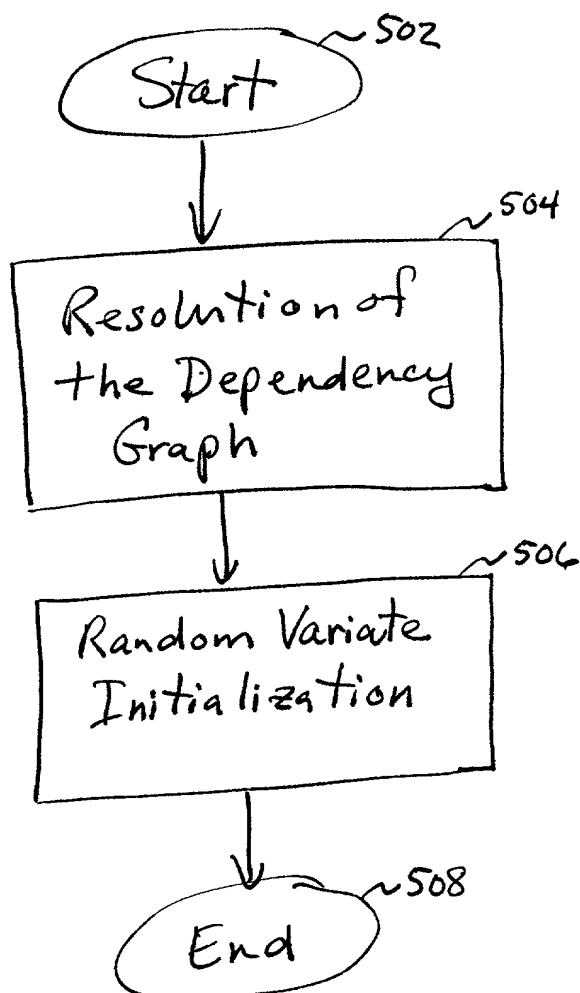 502
Start
504
Resolution of
the Dependency
Graph
506
Random Variate
Initialization
508
End